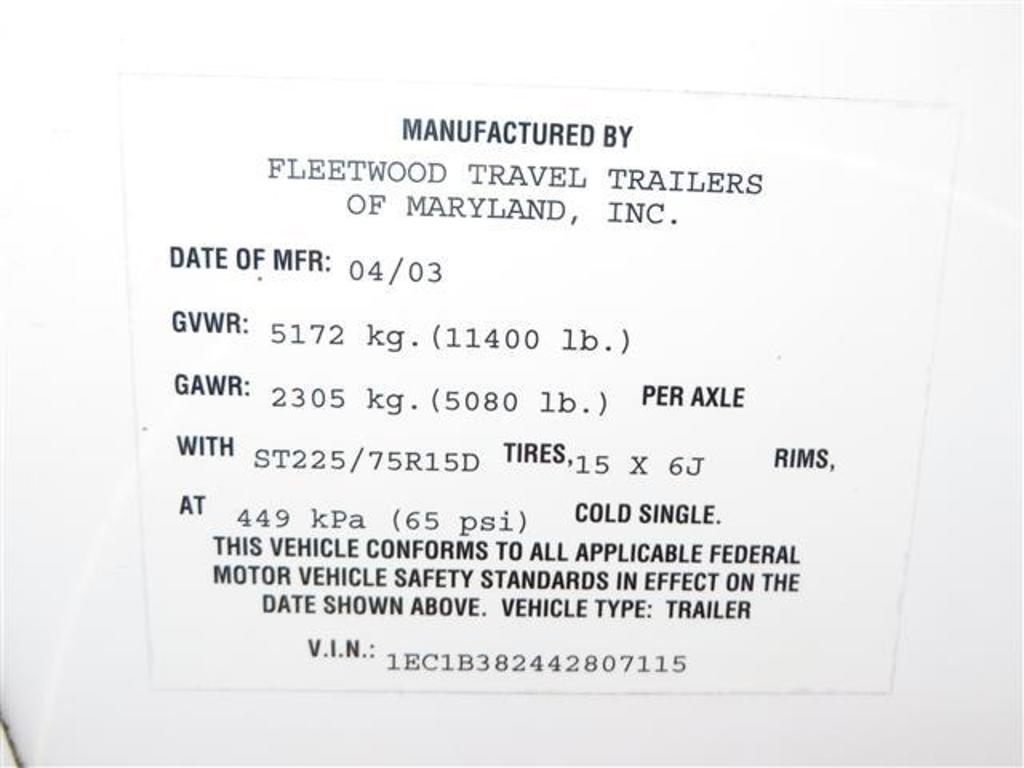 MANUFACTURED BY
FLEETWOOD TRAVEL TRAILERS
OF MARYLAND, INC.
DATE OF MFR: 04/03
GVWR: 5172 kg.(11400 lb.)
GAWR: 2305 kg.(5080 lb.) PER AXLE
WITH ST225/75R15D TIRES, 15 X 6J RIMS,
AT 449 kPa (65 psi) COLD SINGLE.
THIS VEHICLE CONFORMS TO ALL APPLICABLE FEDERAL
MOTOR VEHICLE SAFETY STANDARDS IN EFFECT ON THE
DATE SHOWN ABOVE. VEHICLE TYPE: TRAILER
V.I.N.: 1EC1B382442807115